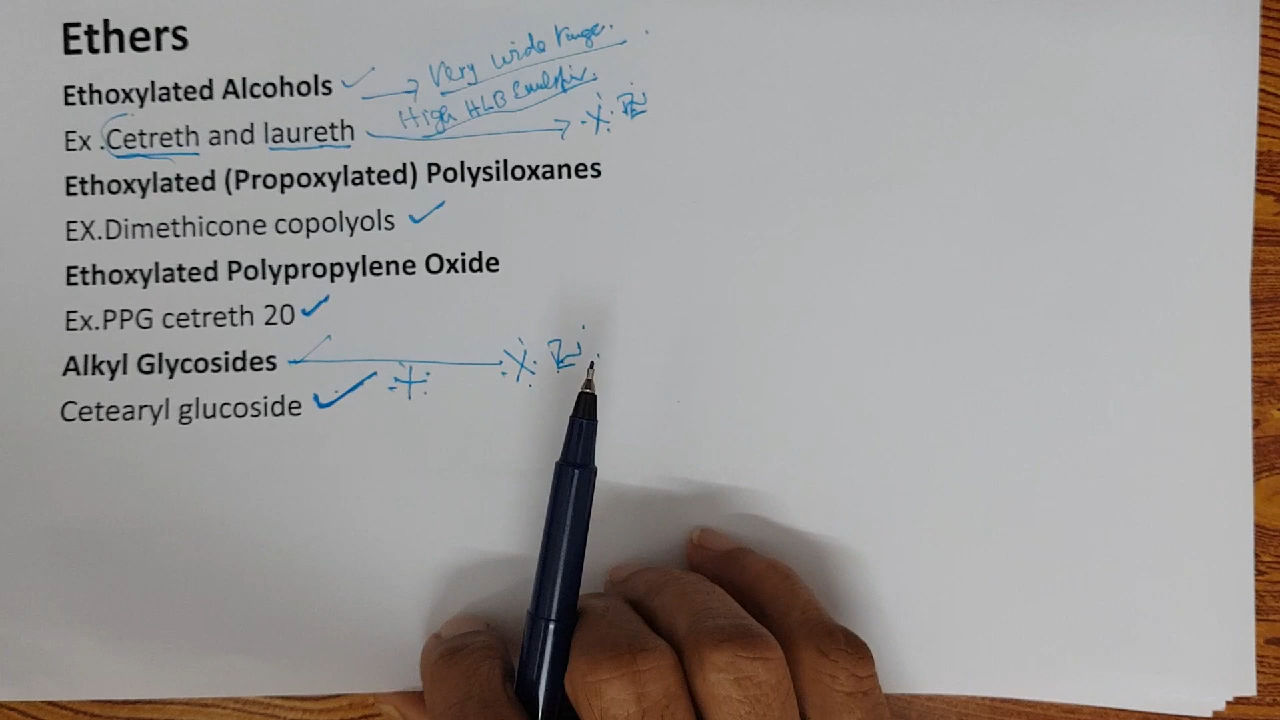 Ethers
Ethoxylated Alcohols Very wide range.
High HLB Emulsifier.
Ex .Cetreth and laureth
Ethoxylated (Propoxylated) Polysiloxanes
EX.Dimethicone copolyols
Ethoxylated Polypropylene Oxide
Ex.PPG cetreth 20
Alkyl Glycosides
Cetearyl glucoside